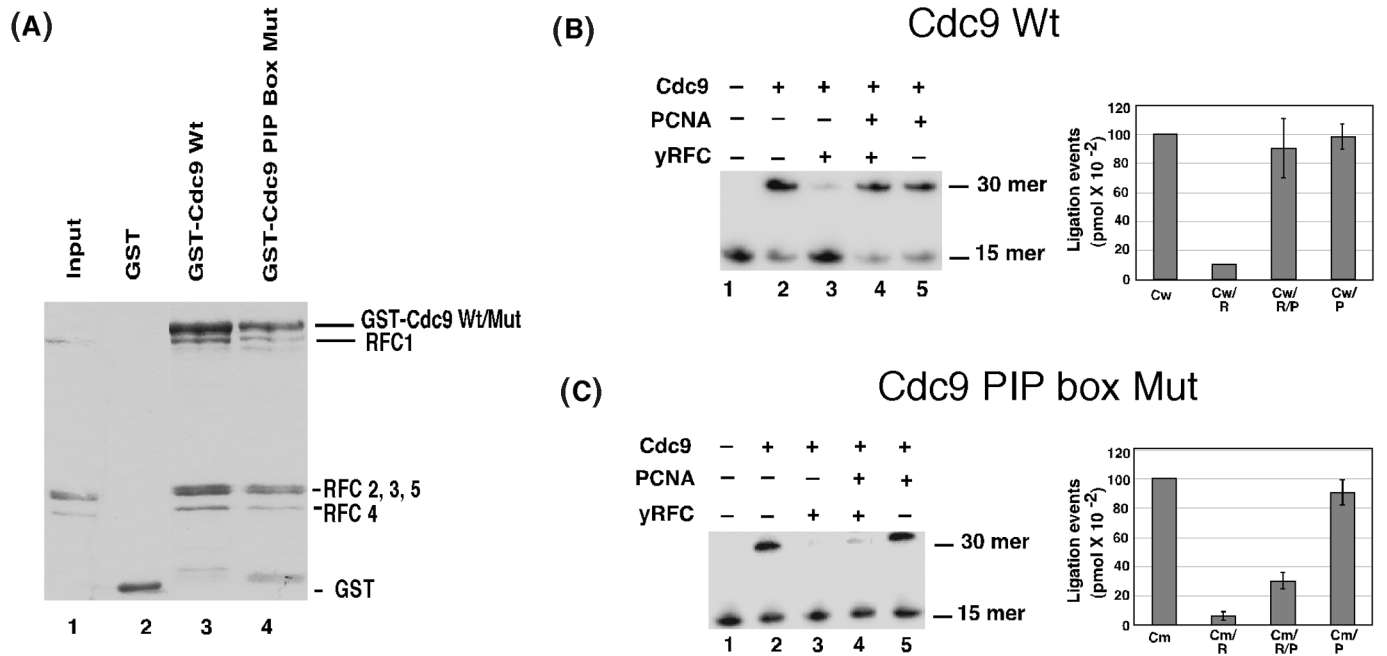 (A)
Input
GST
GST-Cdc9 Wt
GST-Cdc9 PIP Box Mut
GST-Cdc9 Wt/Mut
RFC1
-RFC 2, 3, 5
RFC 4
- GST
1 2 3 4
(B)
Cdc9 Wt
Cdc9 – + + + +
PCNA – – – + +
yRFC – – + + –
30 mer
15 mer
1 2 3 4 5
Ligation events
(pmol X 10 -2)
120
100
80
60
40
20
0
Cw Cw/ Cw/ Cw/
R R/P P
(C)
Cdc9 PIP box Mut
Cdc9 – + + + +
PCNA – – – + +
yRFC – – + + –
30 mer
15 mer
1 2 3 4 5
Ligation events
(pmol X 10 -2)
120
100
80
60
40
20
0
Cm Cm/ Cm/ Cm/
R R/P P